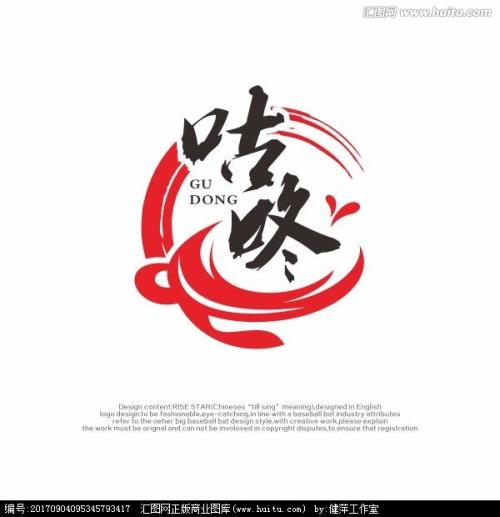 汇图网 www.huitu.com
咕
咚
GU
DONG
Design content:RISE STAR(Chineses “till sing” meaning),designed in English
logo design to be fashionable,eye-catching,in line with a baseball bat industry attributes
refer to the oeher big baseball bat design style,with creative work,please explain
the work must be orignal and can not be involoved in copyright disputes,to ensure that registration
编号:20170904095345793417 汇图网正版商业图库(www.huitu.com) by:健萍工作室